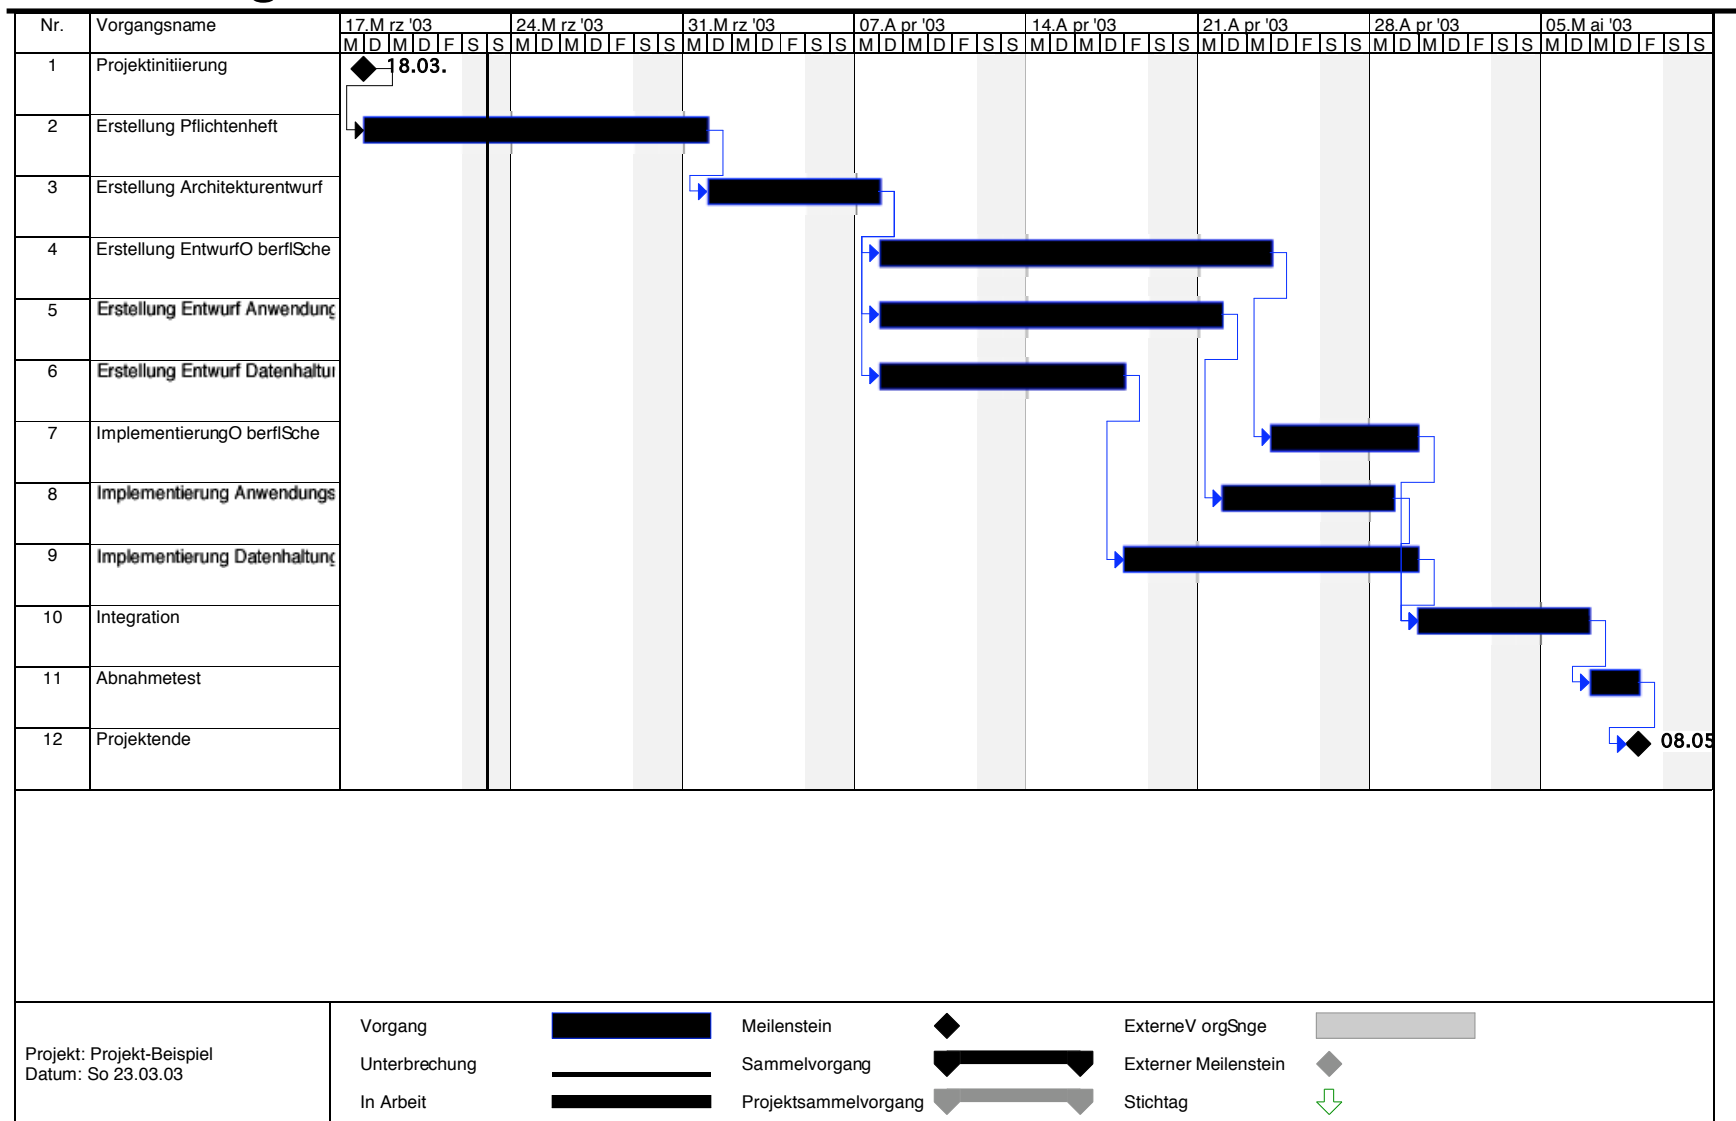 Nr. Vorgangsname 17.M rz '03 24.M rz '03 31.M rz '03 07.A pr '03 14.A pr '03 21.A pr '03 28.A pr '03 05.M ai '03
M D M D F S S M D M D F S S M D M D F S S M D M D F S S M D M D F S S M D M D F S S M D M D F S S M D M D F S S
1 Projektinitiierung 18.03.
2 Erstellung Pflichtenheft
3 Erstellung Architekturentwurf
4 Erstellung EntwurfO berflSche
5 Erstellung Entwurf Anwendung
6 Erstellung Entwurf Datenhaltu
7 ImplementierungO berflSche
8 Implementierung Anwendungs
9 Implementierung Datenhaltung
10 Integration
11 Abnahmetest
12 Projektende 08.05
Vorgang Meilenstein ExterneV orgSnge
Projekt: Projekt-Beispiel
Datum: So 23.03.03
Unterbrechung Sammelvorgang Externer Meilenstein
In Arbeit Projektsammelvorgang Stichtag